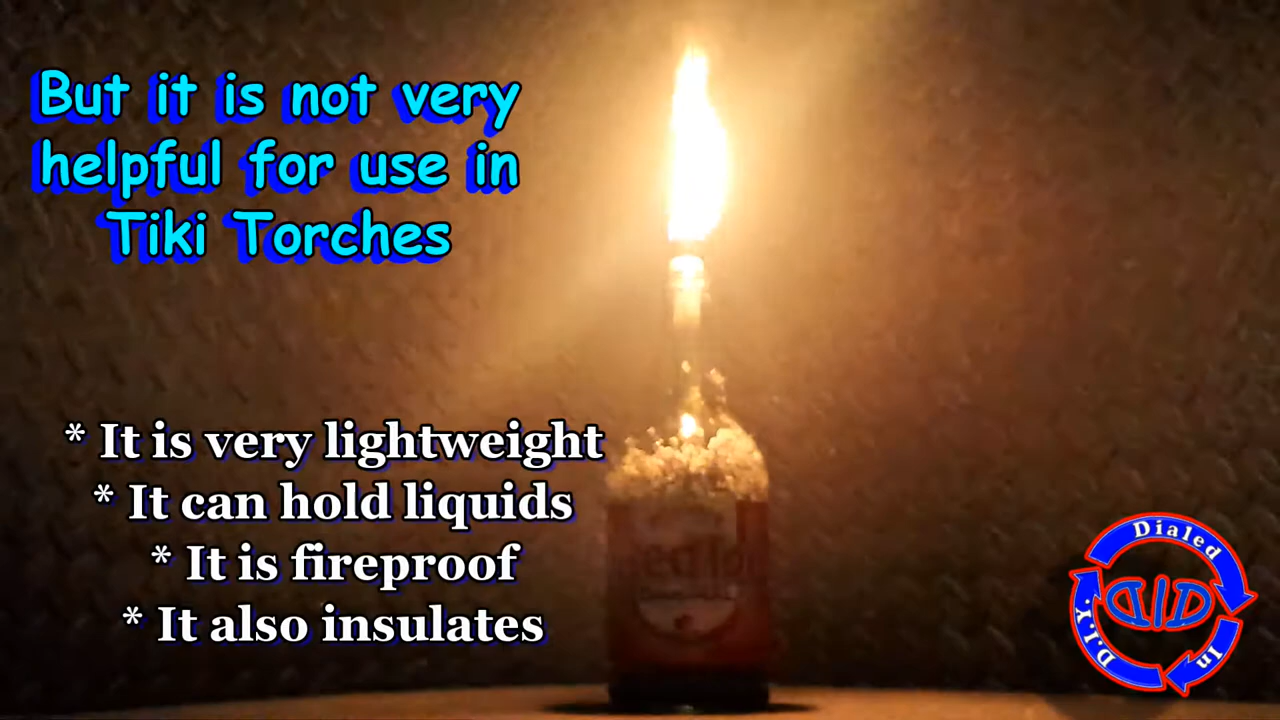 But it is not very
helpful for use in
Tiki Torches
* It is very lightweight
* It can hold liquids
* It is fireproof
* It also insulates
Dialed
In
D.I.Y.
DID